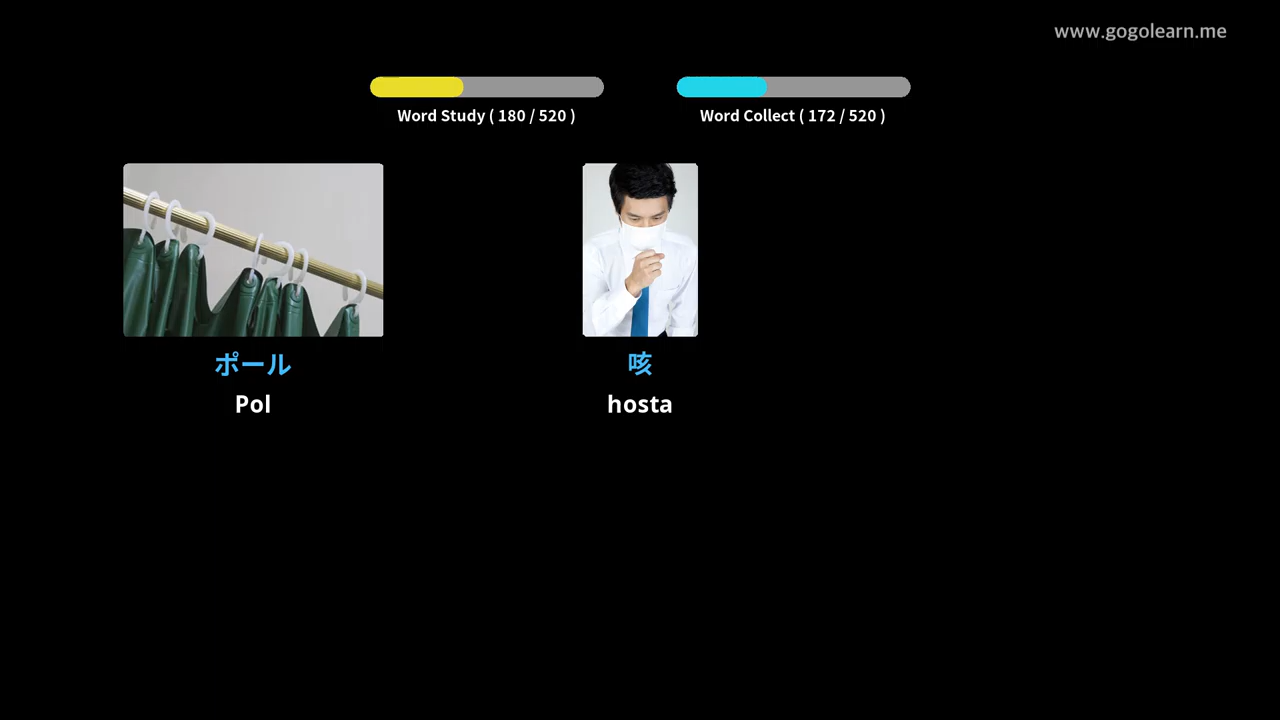 www.gogolearn.me
Word Study ( 180 / 520 )
Word Collect ( 172 / 520 )
ポール
Pol
咳
hosta